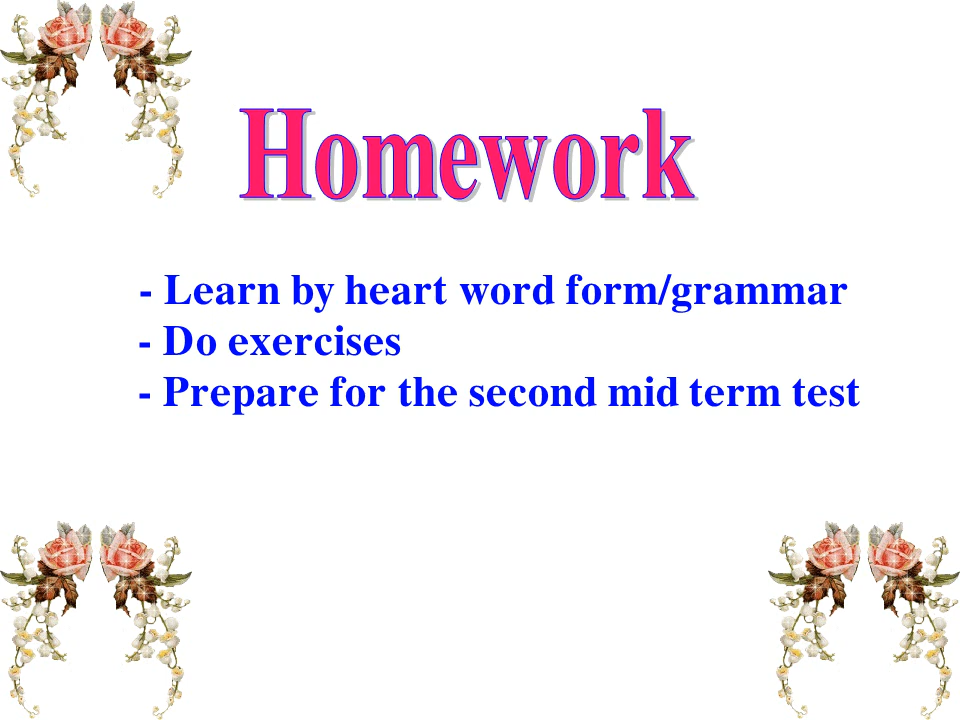 Homework
- Learn by heart word form/grammar
- Do exercises
- Prepare for the second mid term test